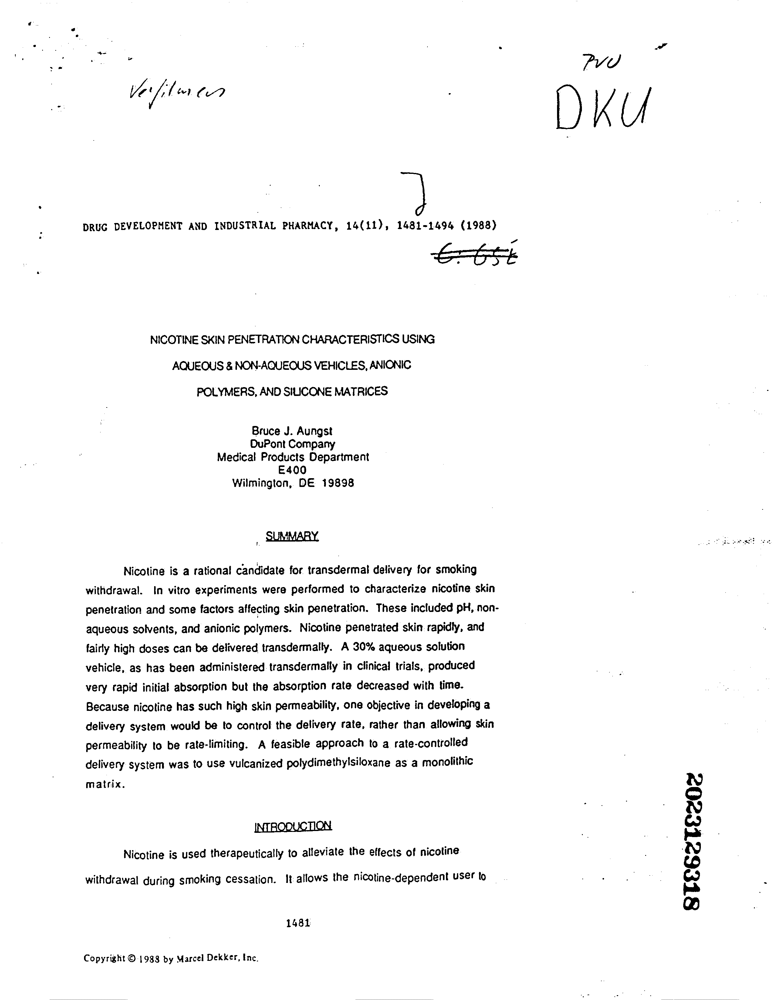 PVU
DKU
DRUG DEVELOPMENT AND INDUSTRIAL PHARMACY, 14(11), 1481-1494 (1988)
NICOTINE SKIN PENETRATION CHARACTERISTICS USING
AQUEOUS & NON-AQUEOUS VEHICLES, ANIONIC
POLYMERS, AND SILICONE MATRICES
Bruce J. Aungst
DuPont Company
Medical Products Department
E400
Wilmington, DE 19898
SUMMARY
Nicotine is a rational candidate for transdermal delivery for smoking
withdrawal. In vitro experiments were performed to characterize nicotine skin
penetration and some factors affecting skin penetration. These included pH, non-
aqueous solvents, and anionic polymers. Nicotine penetrated skin rapidly, and
fairly high doses can be delivered transdermally. A 30% aqueous solution
vehicle, as has been administered transdermally in clinical trials, produced
very rapid initial absorption but the absorption rate decreased with time.
Because nicotine has such high skin permeability, one objective in developing a
delivery system would be to control the delivery rate, rather than allowing skin
permeability to be rate-limiting. A feasible approach to a rate-controlled
delivery system was to use vulcanized polydimethylsiloxane as a monolithic
matrix.
INTRODUCTION
Nicotine is used therapeutically to alleviate the effects of nicotine
withdrawal during smoking cessation. It allows the nicotine-dependent user to
1481
Copyright © 1988 by Marcel Dekker, Inc.
2023129318